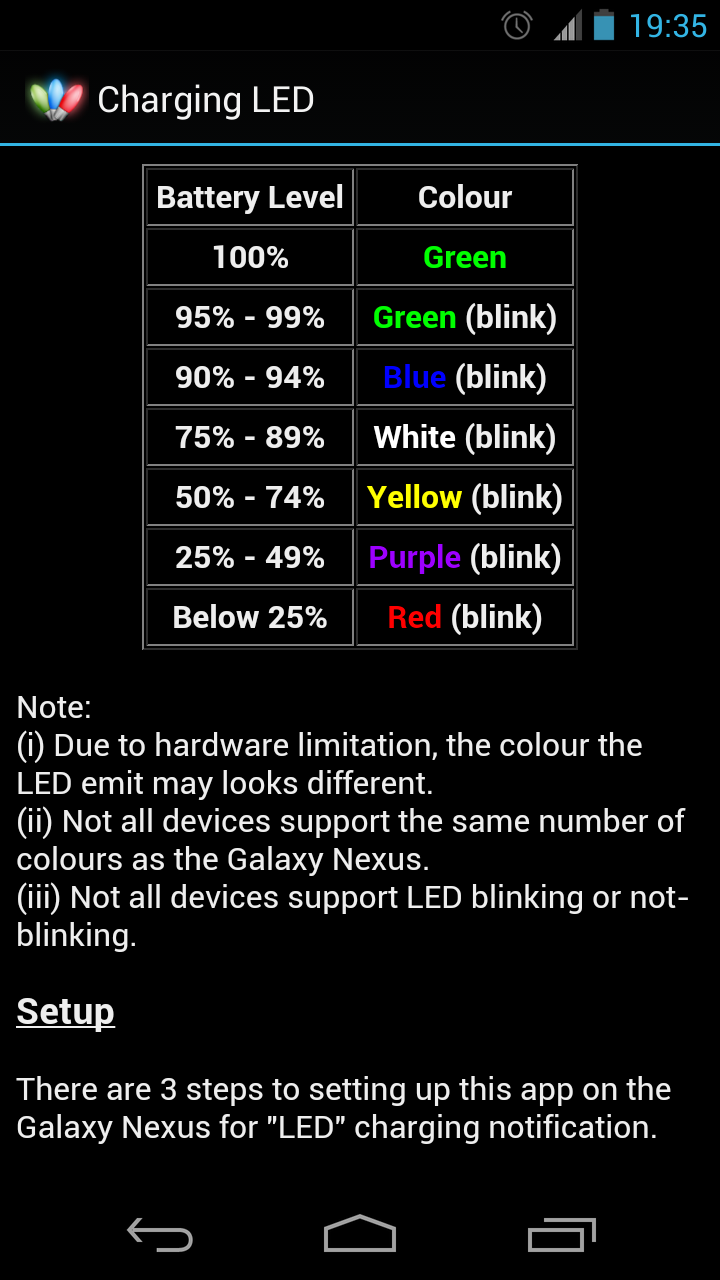 19:35
Charging LED
Battery Level Colour
100% Green
95% - 99% Green (blink)
90% - 94% Blue (blink)
75% - 89% White (blink)
50% - 74% Yellow (blink)
25% - 49% Purple (blink)
Below 25% Red (blink)
Note:
(i) Due to hardware limitation, the colour the
LED emit may looks different.
(ii) Not all devices support the same number of
colours as the Galaxy Nexus.
(iii) Not all devices support LED blinking or not-
blinking.
Setup
There are 3 steps to setting up this app on the
Galaxy Nexus for "LED" charging notification.